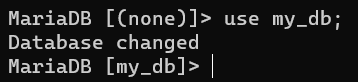 MariaDB [(none)]> use my_db;
Database changed
MariaDB [my_db]>